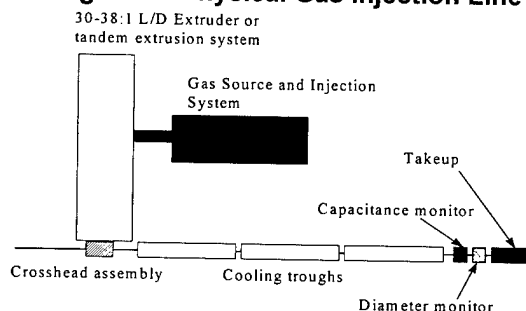 Physical Gas Injection Line
30-38:1 L/D Extruder or
tandem extrusion system
Gas Source and Injection
System
Takeup
Capacitance monitor
Crosshead assembly
Cooling troughs
Diameter monitor